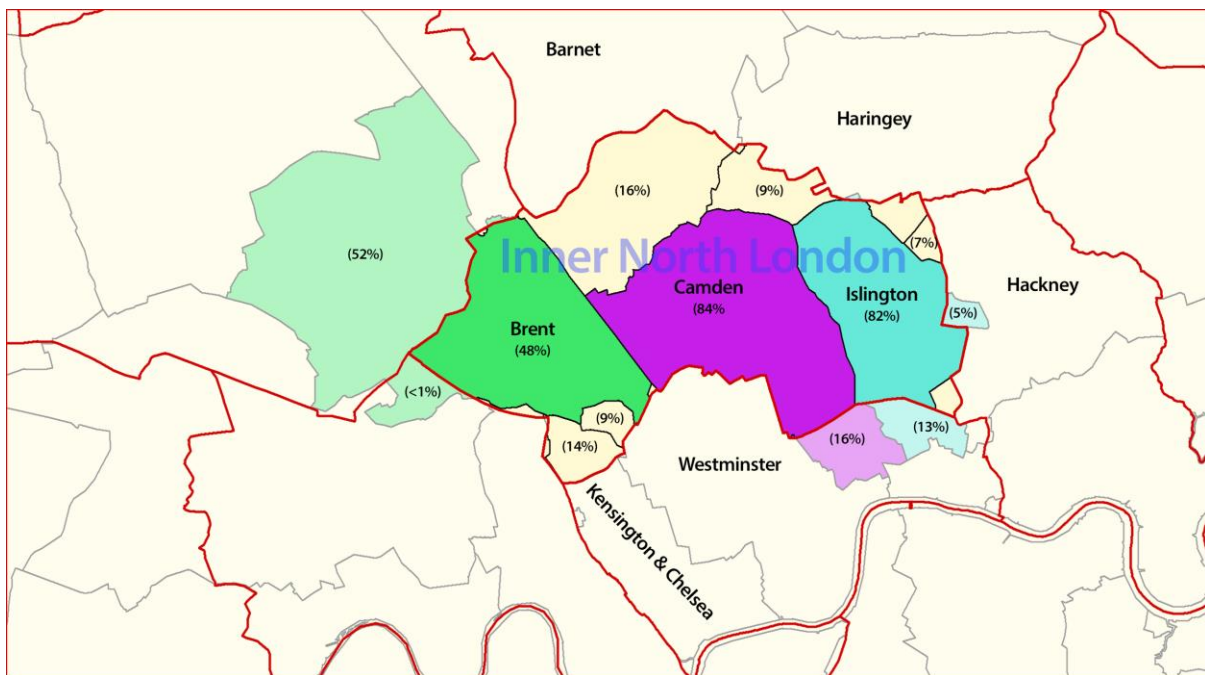 Barnet
Haringey
(16%)
(9%)
(52%)
(7%)
Inner North London
Camden
(84%
Islington
(82%)
Hackney
(5%)
Brent
(48%)
(<1%)
(9%)
(14%)
(16%)
(13%)
Westminster
Kensington & Chelsea